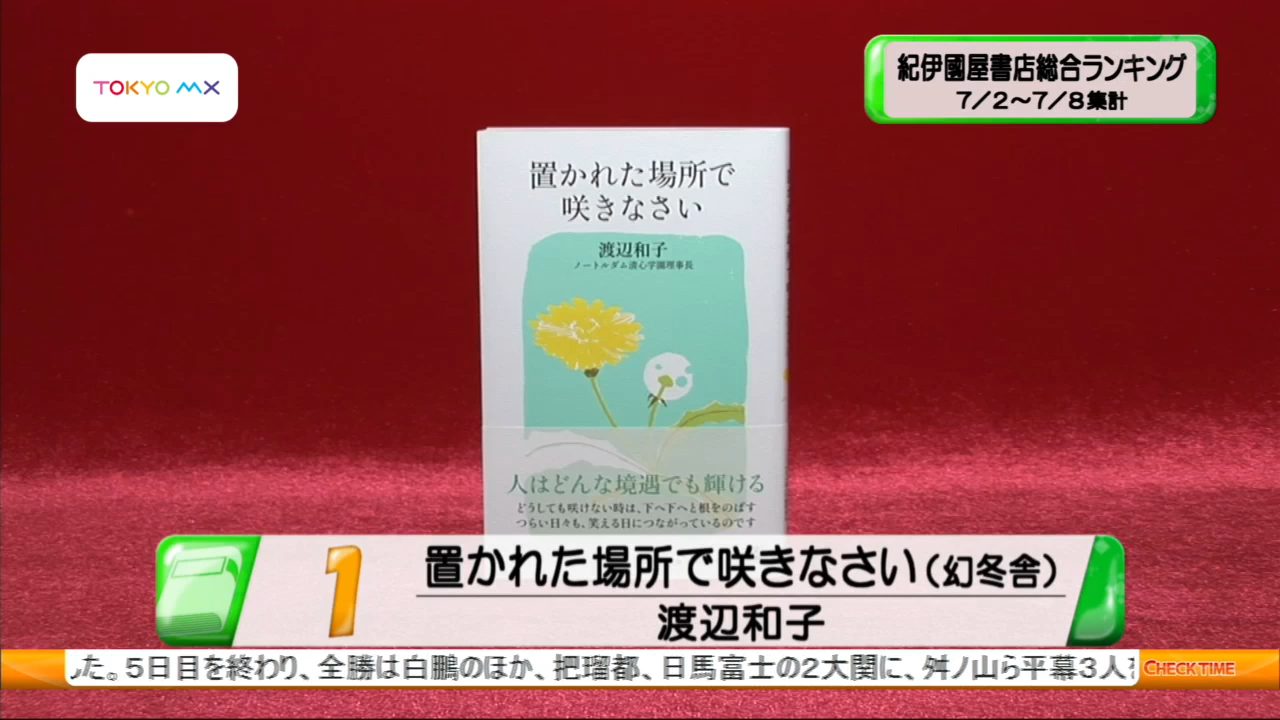 TOKYO MX
紀伊國屋書店総合ランキング
7/2～7/8集計
置かれた場所で
咲きなさい
渡辺和子
ノートルダム清心学園理事長
人はどんな境遇でも輝ける
どうしても咲けない時は、下へ下へと根をのばす
つらい日々も、笑える日につながっているのです
1
置かれた場所で咲きなさい（幻冬舎）
渡辺和子
した。5日目を終わり、全勝は白鵬のほか、把瑠都、日馬富士の2大関に、舛ノ山ら平幕3人を
CHECK TIME